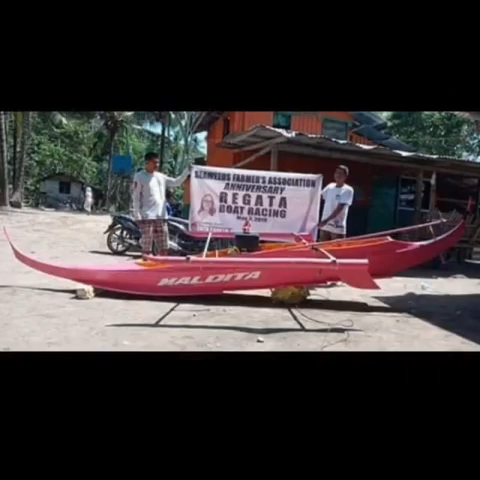 SEAWEEDS FARMER'S ASSOCIATION
ANNIVERSARY
REGATA
BOAT RACING
MALDITA